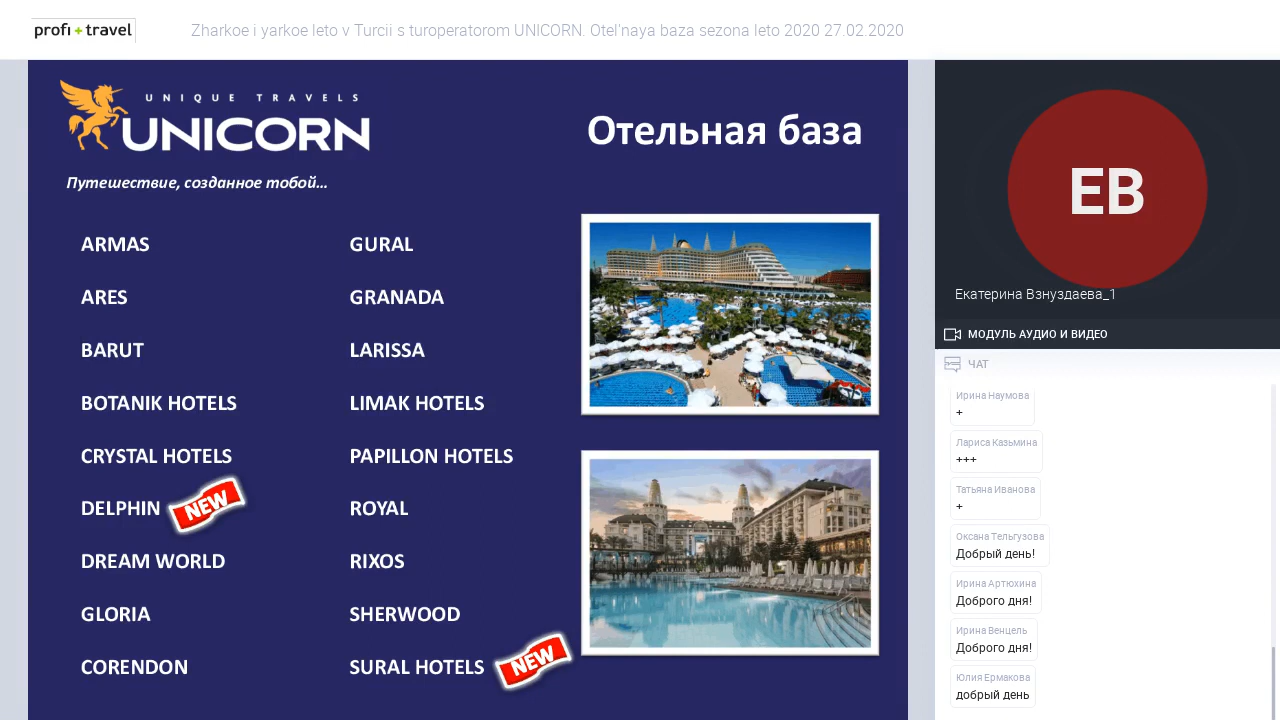 profi + travel
Zharkoe i yarkoe leto v Turcii s turoperatorom UNICORN. Otel'naya baza sezona leto 2020 27.02.2020
UNIQUE TRAVELS
UNICORN
Путешествие, созданное тобой...
Отельная база
ARMAS
ARES
BARUT
BOTANIK HOTELS
CRYSTAL HOTELS
DELPHIN NEW
DREAM WORLD
GLORIA
CORENDON
GURAL
GRANADA
LARISSA
LIMAK HOTELS
PAPILLON HOTELS
ROYAL
RIXOS
SHERWOOD
SURAL HOTELS NEW
ЕВ
Екатерина Взнуздаева_1
МОДУЛЬ АУДИО И ВИДЕО
ЧАТ
Ирина Наумова
+
Лариса Казьмина
+++
Татьяна Иванова
+
Оксана Тельгузова
Добрый день!
Ирина Артюхина
Доброго дня!
Ирина Венцель
Доброго дня!
Юлия Ермакова
добрый день